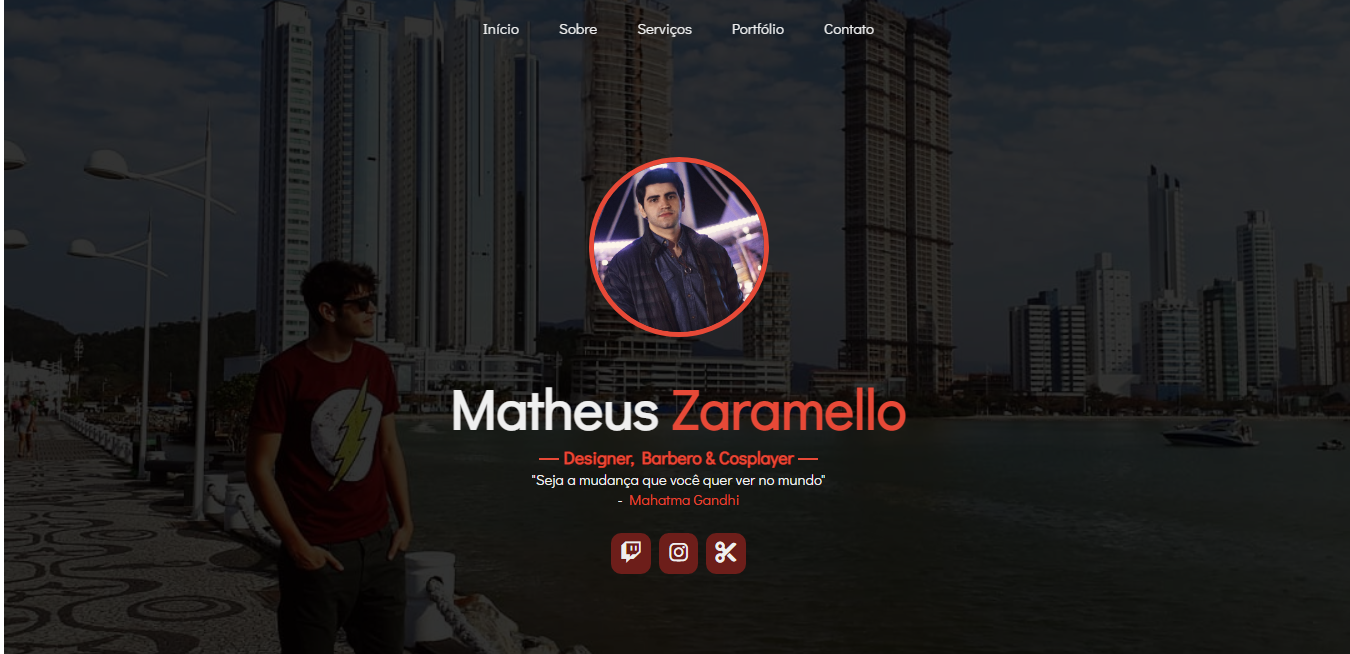 Início Sobre Serviços Portfólio Contato
Matheus Zaramello
— Designer, Barbero & Cosplayer —
"Seja a mudança que você quer ver no mundo"
- Mahatma Gandhi